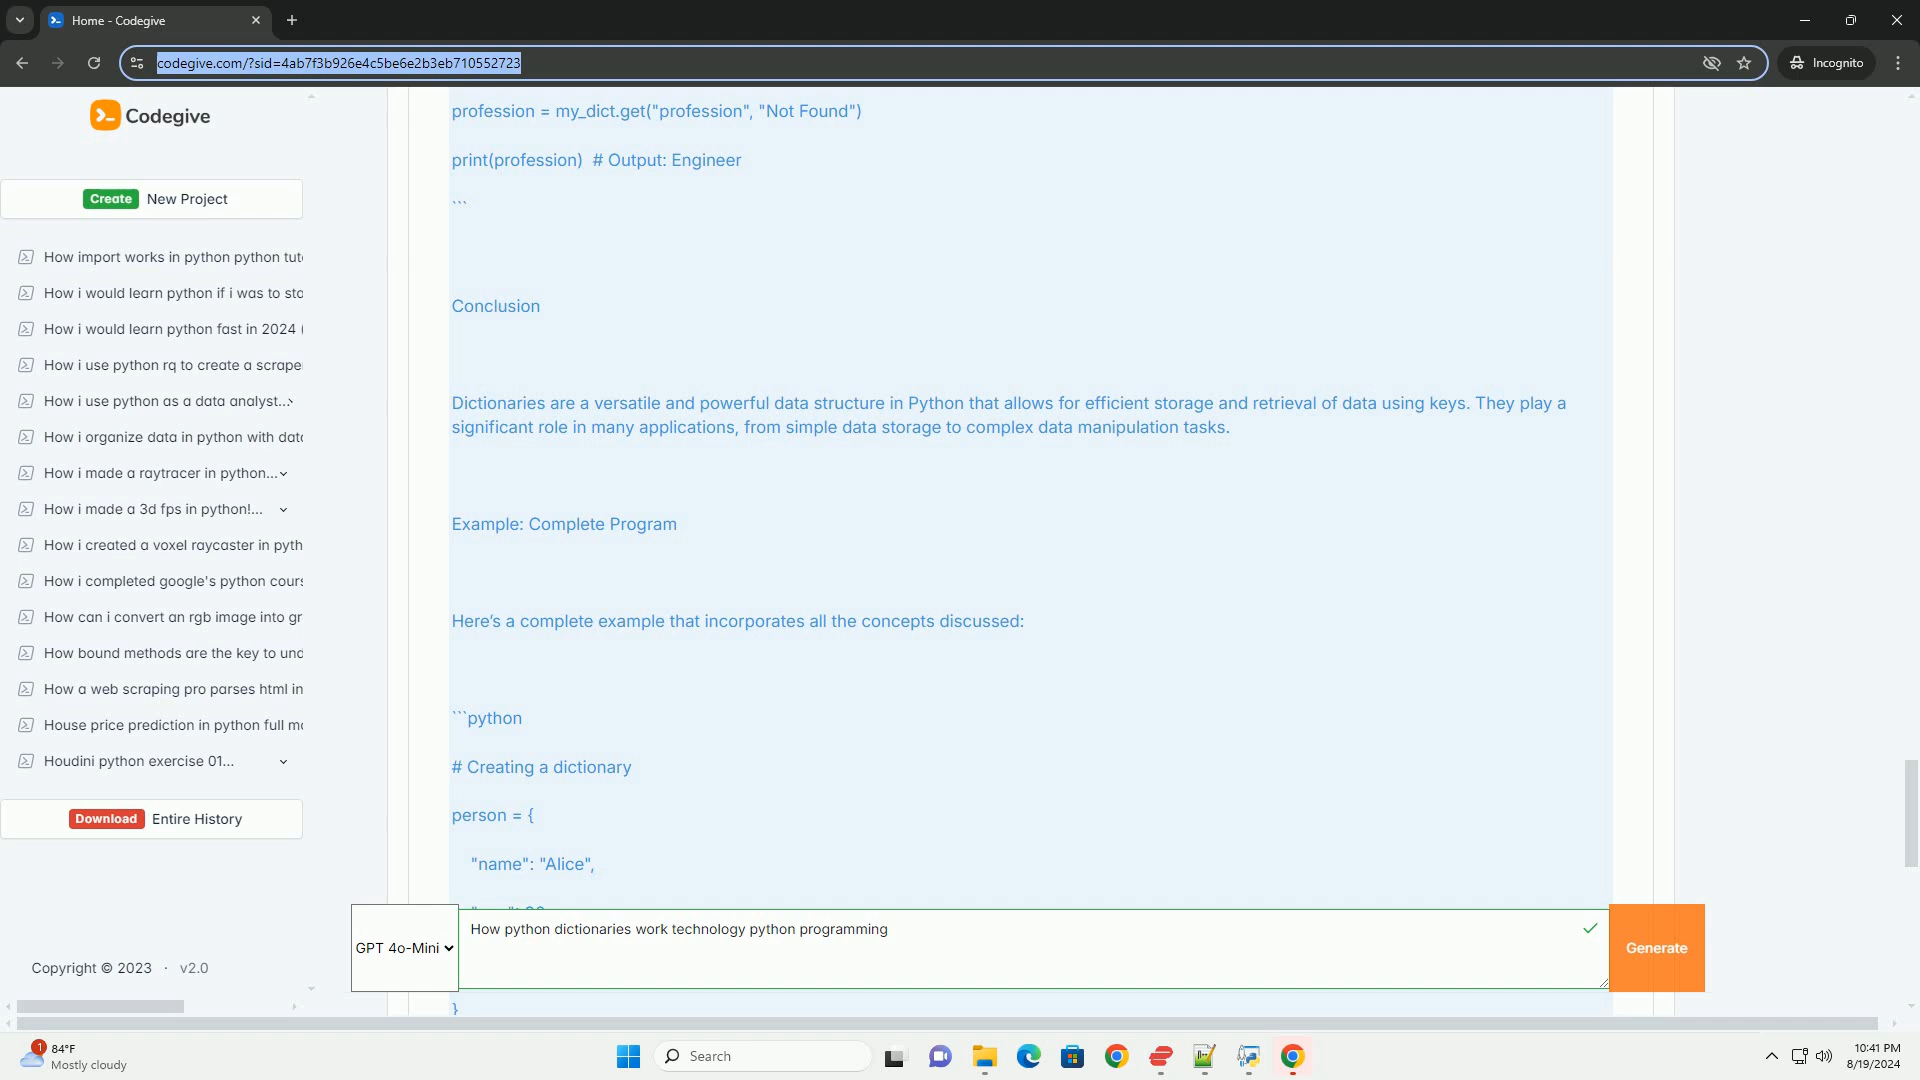 Home - Codegive
codegive.com/?sid=4ab7f3b926e4c5be6e2b3eb710552723
Incognito
Codegive
Create New Project
How import works in python python tut
How i would learn python if i was to sta
How i would learn python fast in 2024 (
How i use python rq to create a scrape
How i use python as a data analyst...
How i organize data in python with data
How i made a raytracer in python...
How i made a 3d fps in python!...
How i created a voxel raycaster in pyth
How i completed google's python cours
How can i convert an rgb image into gr
How bound methods are the key to und
How a web scraping pro parses html in
House price prediction in python full mo
Houdini python exercise 01...
Download Entire History
Copyright © 2023 · v2.0
profession = my_dict.get("profession", "Not Found")
print(profession)  # Output: Engineer
```
Conclusion
Dictionaries are a versatile and powerful data structure in Python that allows for efficient storage and retrieval of data using keys. They play a
significant role in many applications, from simple data storage to complex data manipulation tasks.
Example: Complete Program
Here’s a complete example that incorporates all the concepts discussed:
```python
# Creating a dictionary
person = {
"name": "Alice",
}
GPT 4o-Mini
How python dictionaries work technology python programming
Generate
1
84°F
Mostly cloudy
Search
10:41 PM
8/19/2024